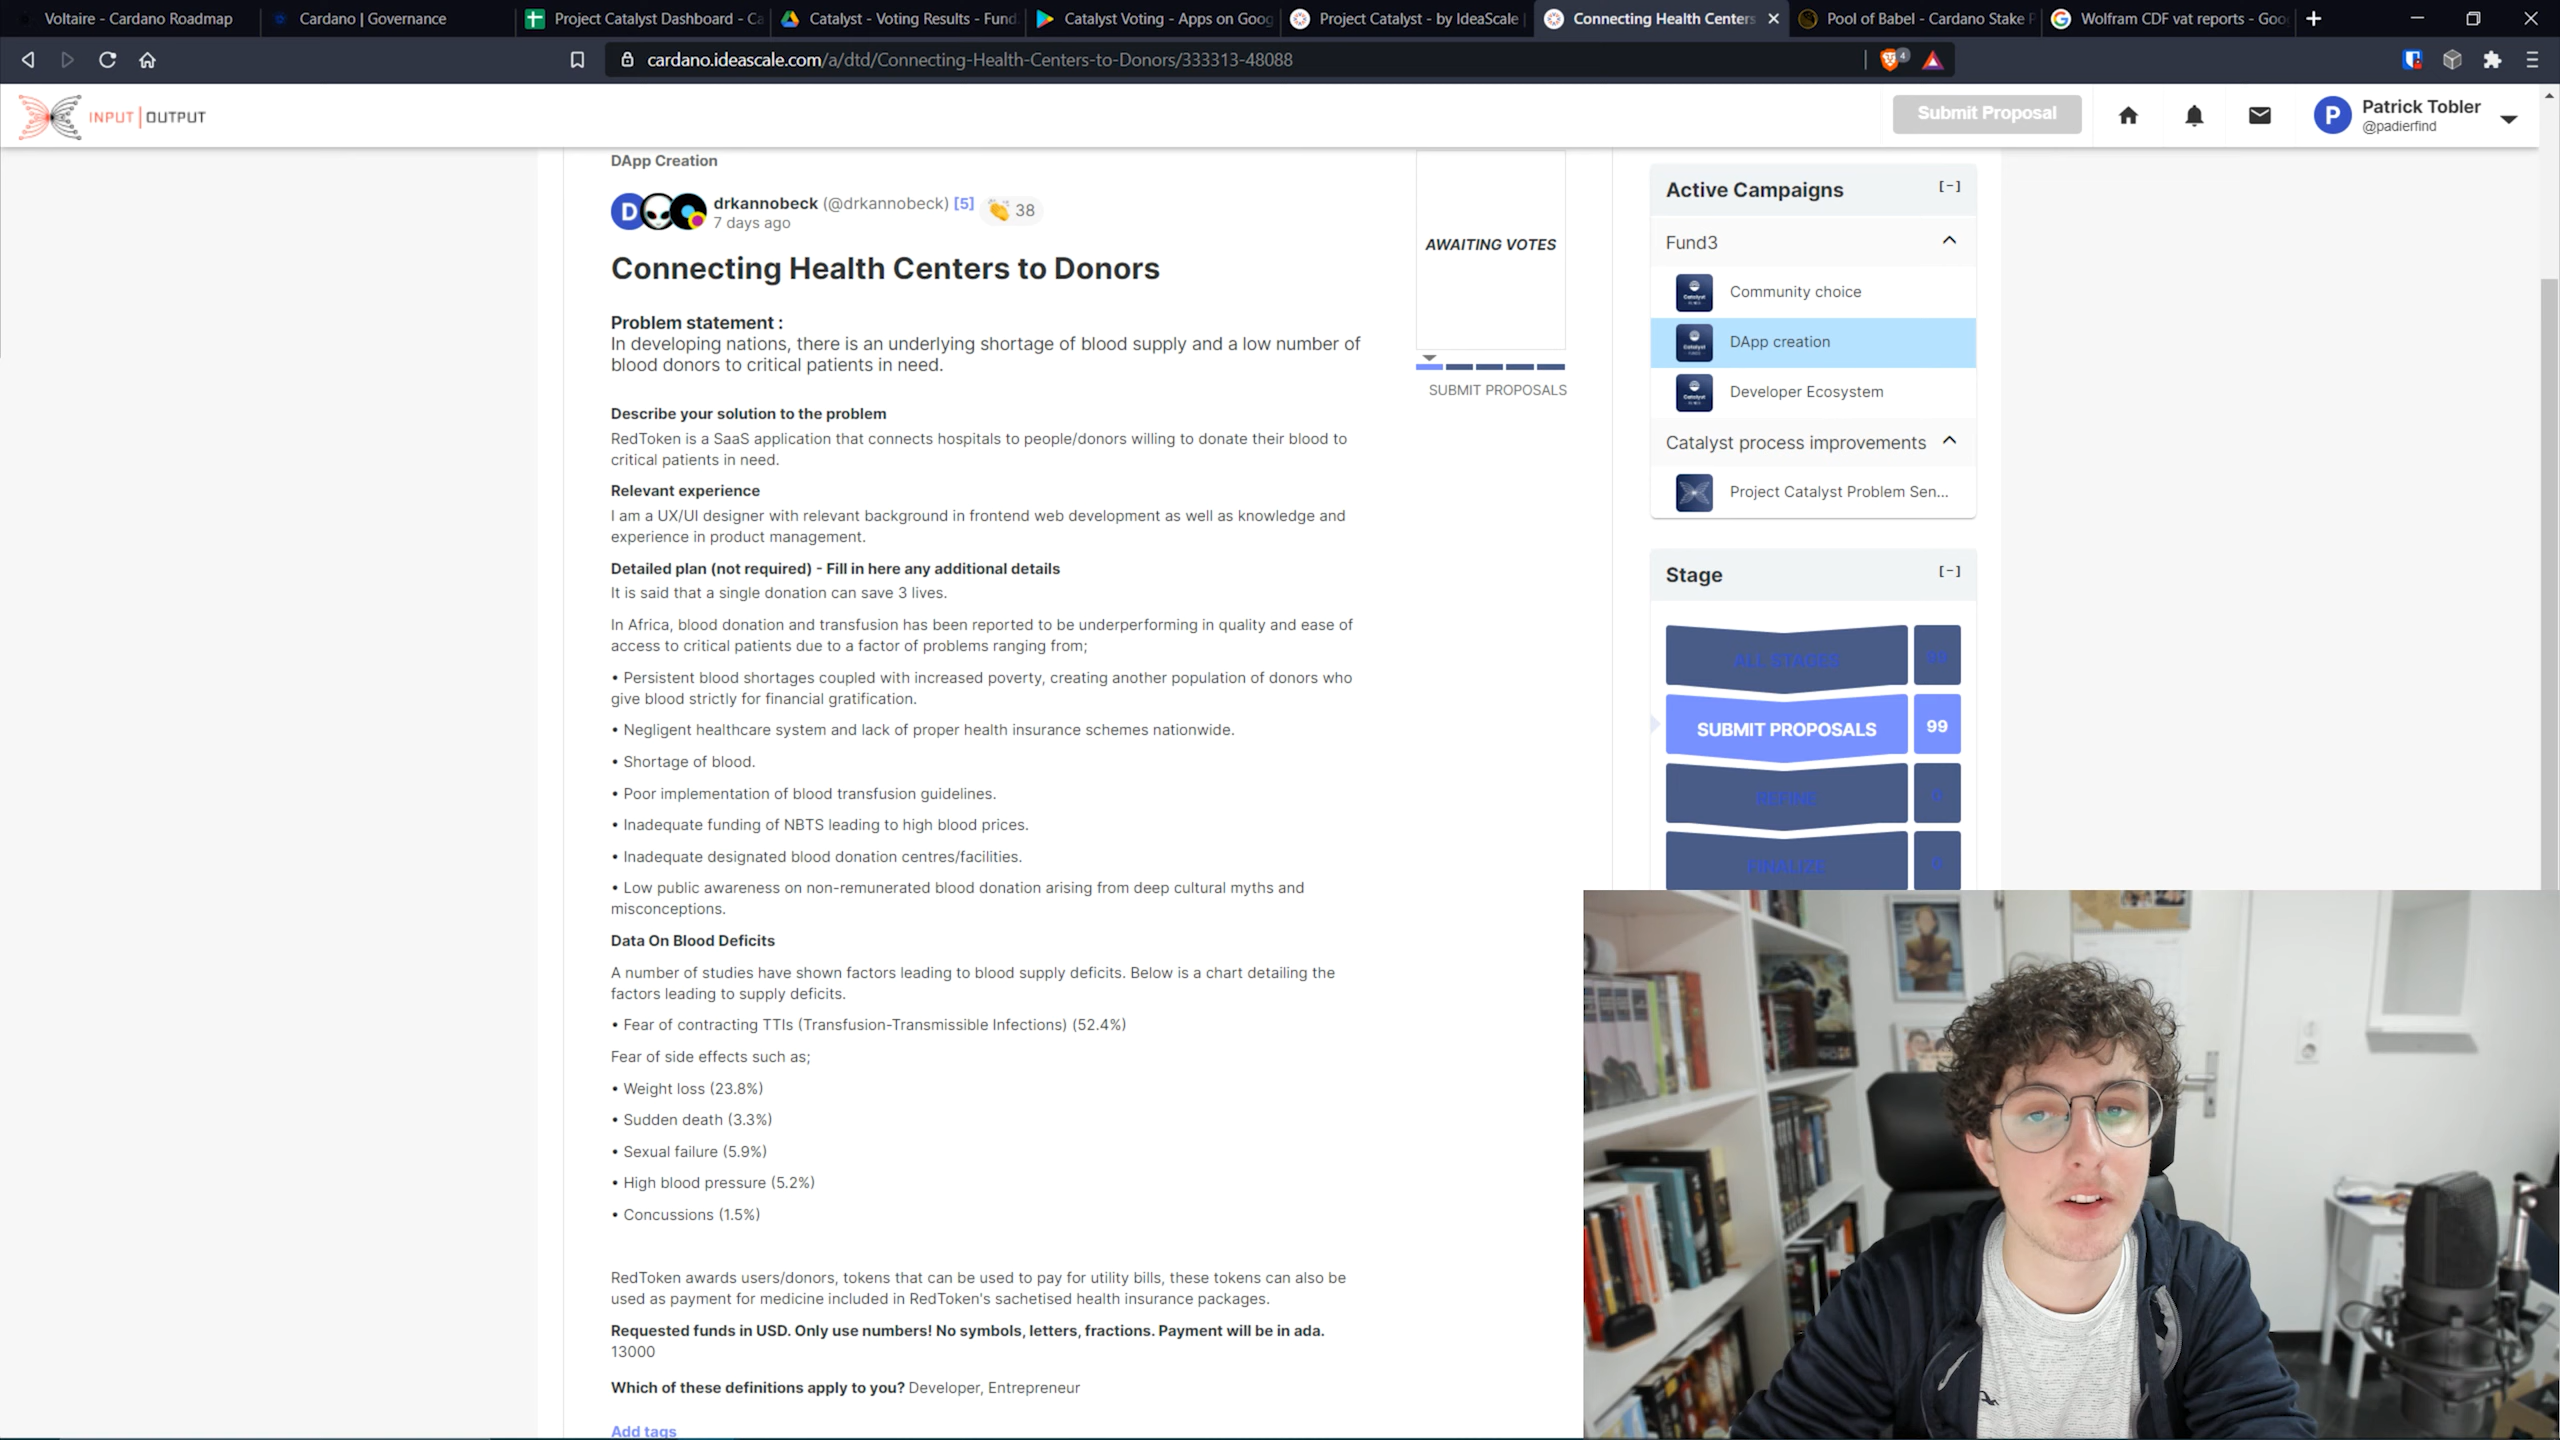 Voltaire - Cardano Roadmap
Cardano | Governance
Project Catalyst Dashboard - Ca
Catalyst - Voting Results - Fund
Catalyst Voting - Apps on Goog
Project Catalyst - by IdeaScale
Connecting Health Centers
Pool of Babel - Cardano Stake P
Wolfram CDF vat reports - Goo
cardano.ideascale.com/a/dtd/Connecting-Health-Centers-to-Donors/333313-48088
4
INPUT | OUTPUT
Submit Proposal
P
Patrick Tobler
@padierfind
DApp Creation
D
drkannobeck (@drkannobeck) [5]
38
7 days ago
Connecting Health Centers to Donors
Problem statement :
In developing nations, there is an underlying shortage of blood supply and a low number of
blood donors to critical patients in need.
Describe your solution to the problem
RedToken is a SaaS application that connects hospitals to people/donors willing to donate their blood to
critical patients in need.
Relevant experience
I am a UX/UI designer with relevant background in frontend web development as well as knowledge and
experience in product management.
Detailed plan (not required) - Fill in here any additional details
It is said that a single donation can save 3 lives.
In Africa, blood donation and transfusion has been reported to be underperforming in quality and ease of
access to critical patients due to a factor of problems ranging from;
• Persistent blood shortages coupled with increased poverty, creating another population of donors who
give blood strictly for financial gratification.
• Negligent healthcare system and lack of proper health insurance schemes nationwide.
• Shortage of blood.
• Poor implementation of blood transfusion guidelines.
• Inadequate funding of NBTS leading to high blood prices.
• Inadequate designated blood donation centres/facilities.
• Low public awareness on non-remunerated blood donation arising from deep cultural myths and
misconceptions.
Data On Blood Deficits
A number of studies have shown factors leading to blood supply deficits. Below is a chart detailing the
factors leading to supply deficits.
• Fear of contracting TTIs (Transfusion-Transmissible Infections) (52.4%)
Fear of side effects such as;
• Weight loss (23.8%)
• Sudden death (3.3%)
• Sexual failure (5.9%)
• High blood pressure (5.2%)
• Concussions (1.5%)
RedToken awards users/donors, tokens that can be used to pay for utility bills, these tokens can also be
used as payment for medicine included in RedToken's sachetised health insurance packages.
Requested funds in USD. Only use numbers! No symbols, letters, fractions. Payment will be in ada.
13000
Which of these definitions apply to you? Developer, Entrepreneur
Add tags
AWAITING VOTES
SUBMIT PROPOSALS
Active Campaigns
[-]
Fund3
Community choice
DApp creation
Developer Ecosystem
Catalyst process improvements
Project Catalyst Problem Sen...
Stage
[-]
ALL STAGES
99
SUBMIT PROPOSALS
99
REFINE
0
FINALIZE
0